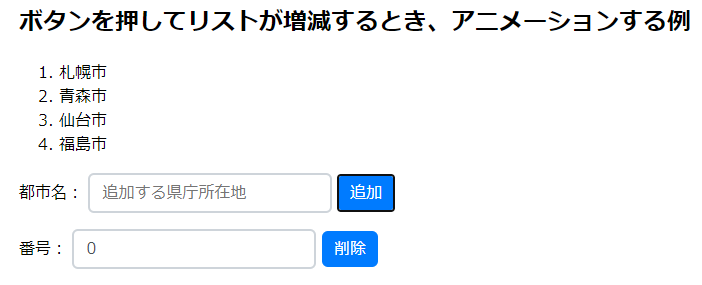 ボタンを押してリストが増減するとき、アニメーションする例
1. 札幌市
2. 青森市
3. 仙台市
4. 福島市
都市名： 追加する県庁所在地 追加
番号： 0 削除